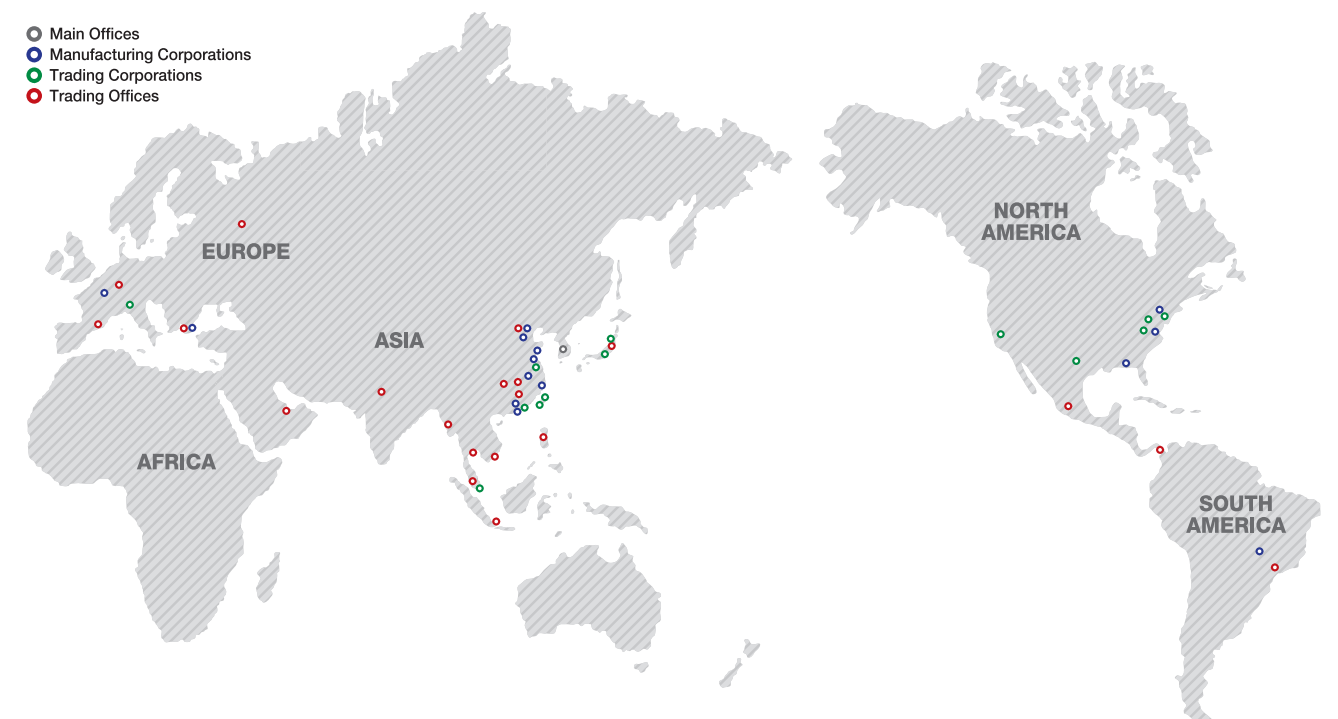 Main Offices
Manufacturing Corporations
Trading Corporations
Trading Offices
NORTH
AMERICA
EUROPE
ASIA
AFRICA
SOUTH
AMERICA